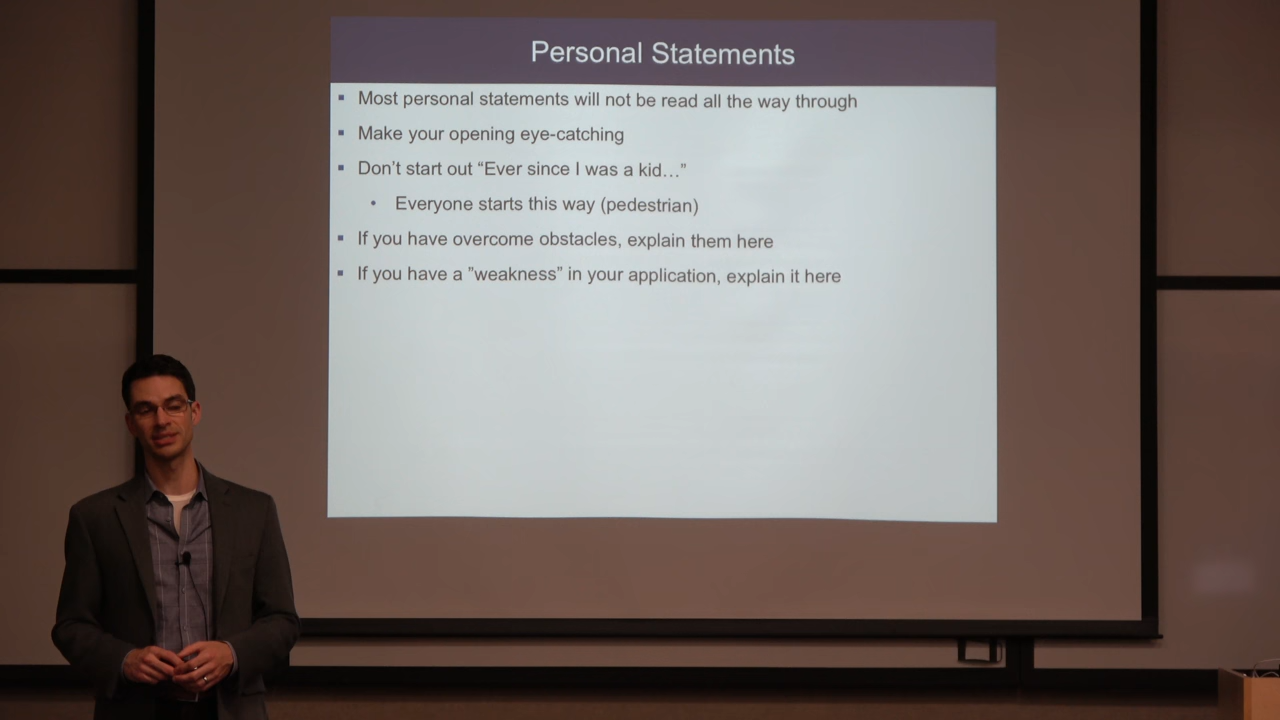 Personal Statements
▪ Most personal statements will not be read all the way through
▪ Make your opening eye-catching
▪ Don’t start out “Ever since I was a kid…”
• Everyone starts this way (pedestrian)
▪ If you have overcome obstacles, explain them here
▪ If you have a ”weakness” in your application, explain it here